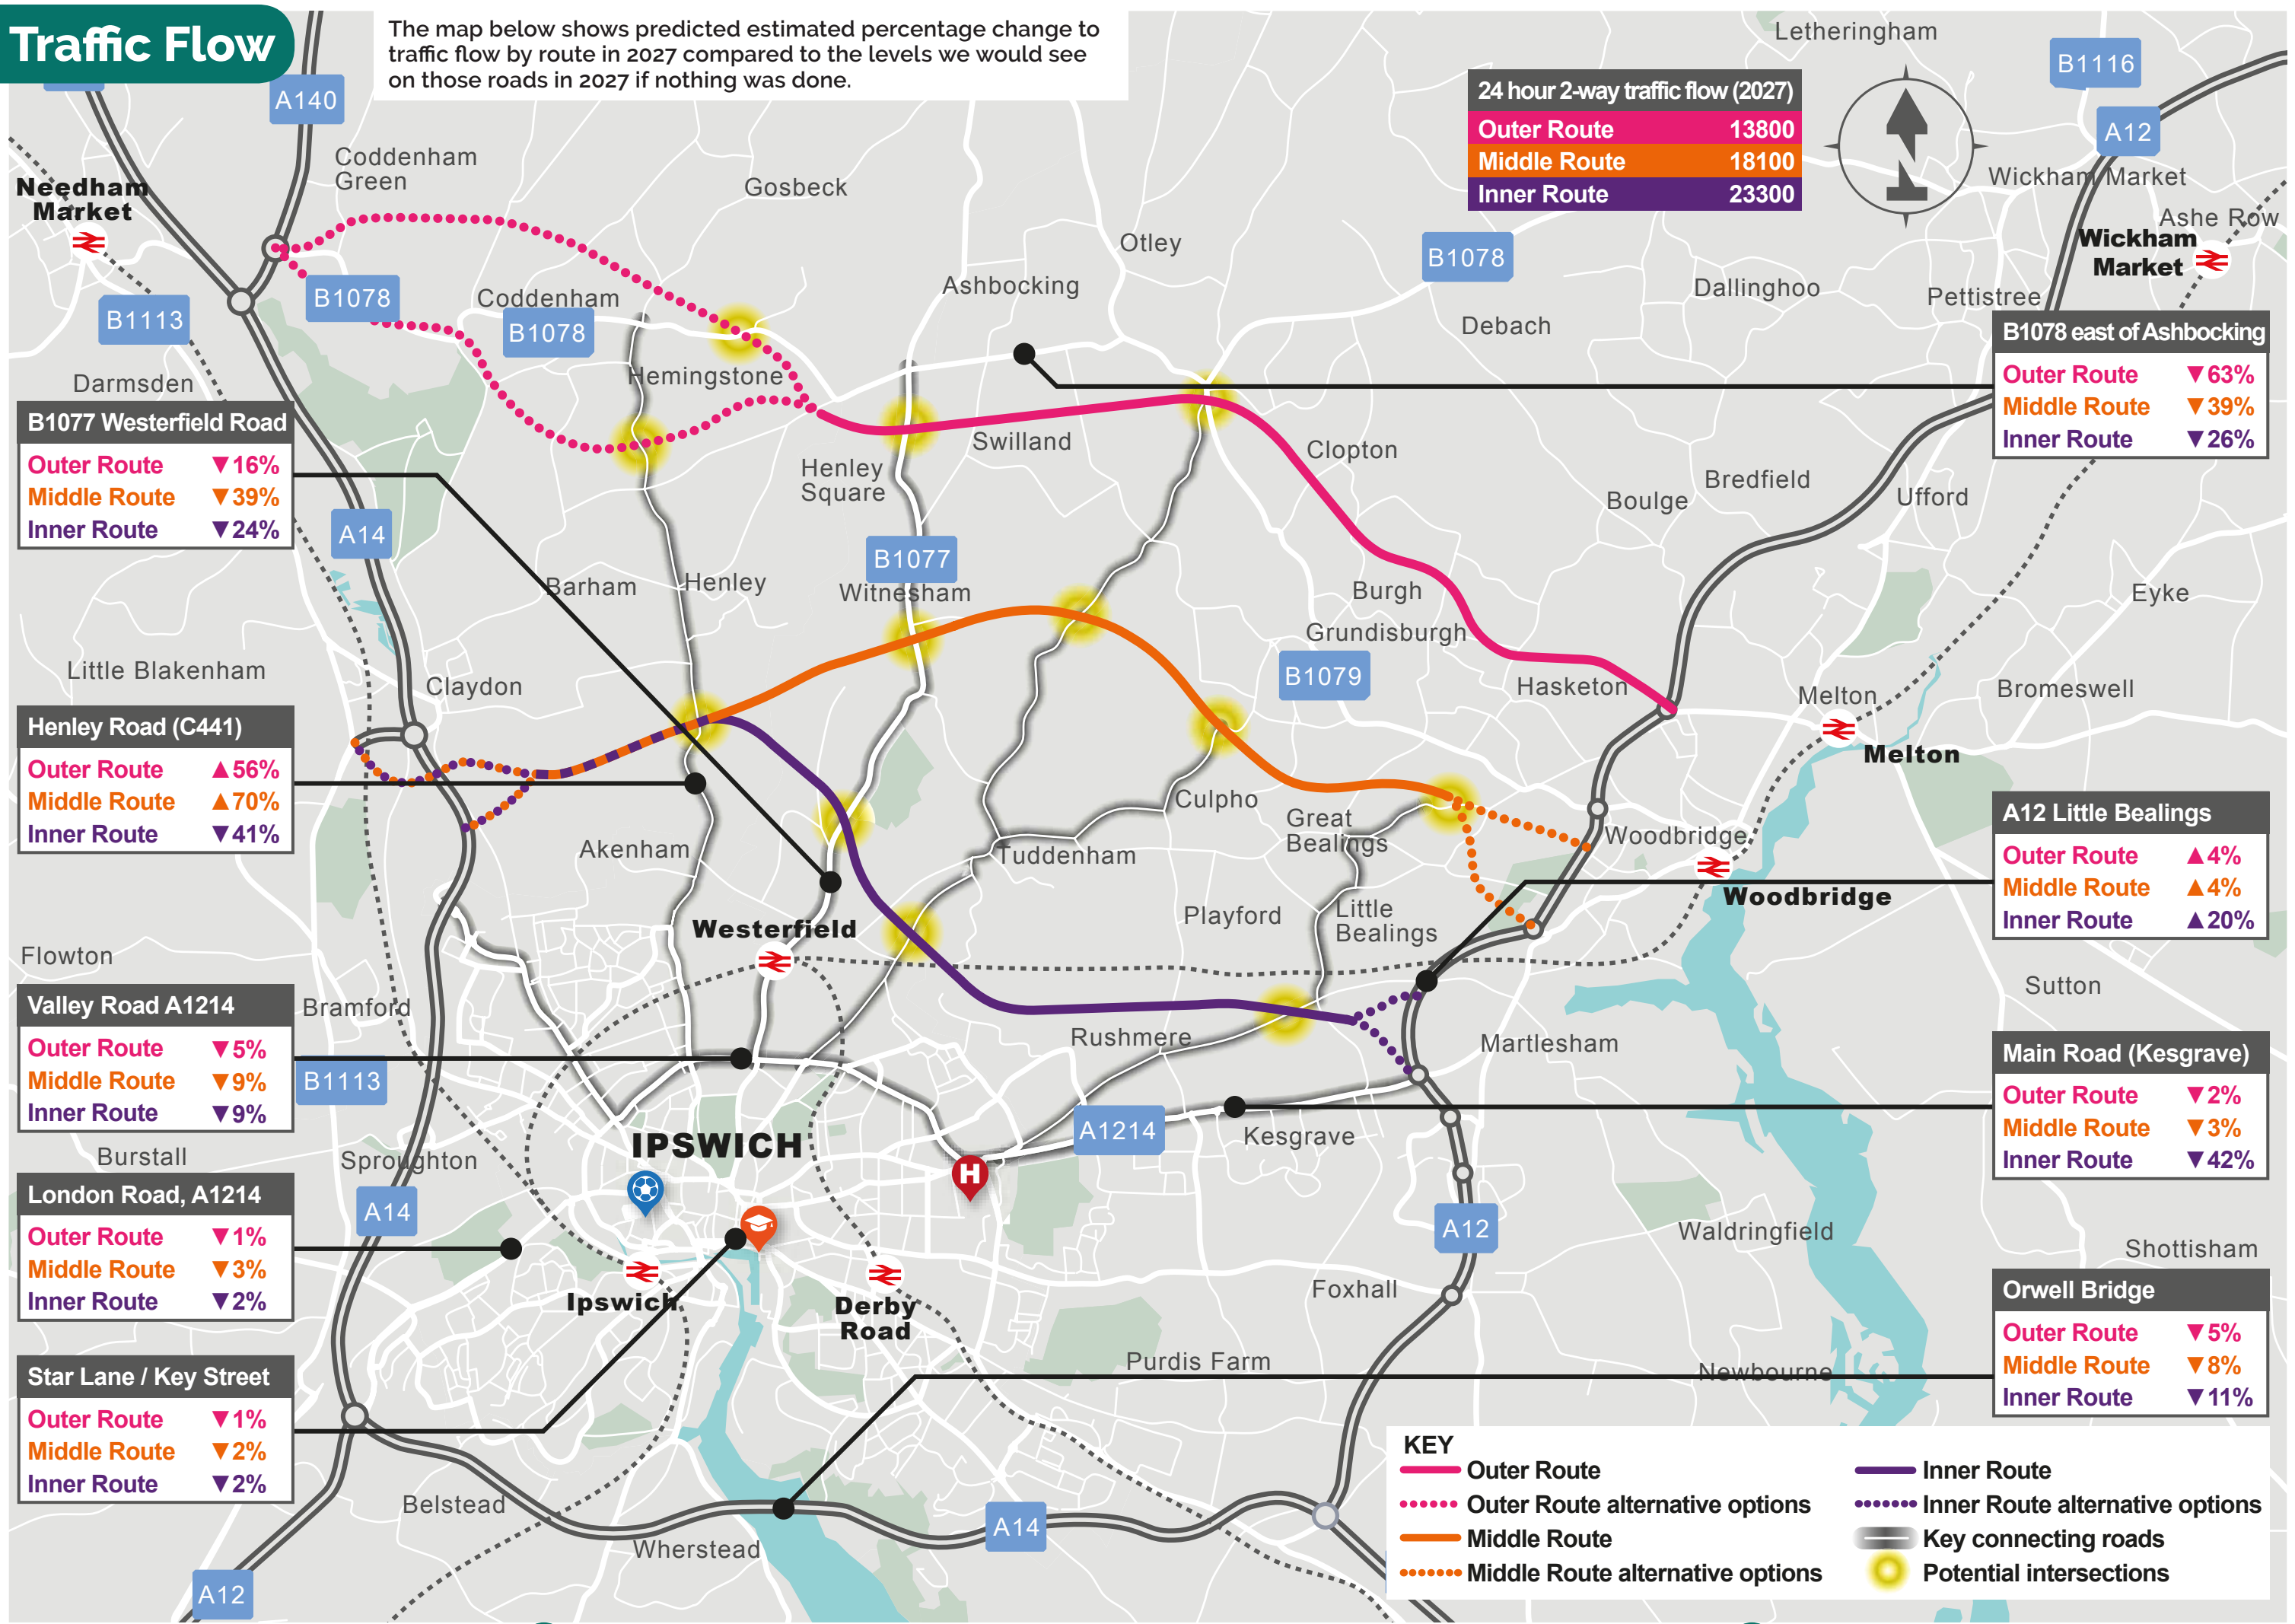 Traffic Flow
The map below shows predicted estimated percentage change to
traffic flow by route in 2027 compared to the levels we would see
on those roads in 2027 if nothing was done.
Letheringham
B1116
A140
24 hour 2-way traffic flow (2027)
Outer Route 13800
Middle Route 18100
Inner Route 23300
A12
Coddenham
Green
Gosbeck
Needham
Market
Wickham Market
Ashe Row
Wickham
Market
Otley
B1078
Ashbocking
Dallinghoo
Pettistree
B1078
Coddenham
B1078
B1113
Debach
Darmsden
Hemingstone
B1078 east of Ashbocking
Outer Route ▼63%
Middle Route ▼39%
Inner Route ▼26%
B1077 Westerfield Road
Outer Route ▼16%
Middle Route ▼39%
Inner Route ▼24%
Swilland
Clopton
Henley
Square
Bredfield
Boulge
Ufford
A14
B1077
Barham
Henley
Witnesham
Burgh
Eyke
Grundisburgh
Little Blakenham
Claydon
B1079
Hasketon
Melton
Bromeswell
Melton
Henley Road (C441)
Outer Route ▲56%
Middle Route ▲70%
Inner Route ▼41%
Culpho
Great
Bealings
Woodbridge
Akenham
Tuddenham
Woodbridge
A12 Little Bealings
Outer Route ▲4%
Middle Route ▲4%
Inner Route ▲20%
Westerfield
Playford
Little
Bealings
Flowton
Sutton
Valley Road A1214
Outer Route ▼5%
Middle Route ▼9%
Inner Route ▼9%
Bramford
Rushmere
Martlesham
B1113
Main Road (Kesgrave)
Outer Route ▼2%
Middle Route ▼3%
Inner Route ▼42%
A1214
Kesgrave
IPSWICH
H
Burstall
Sproughton
London Road, A1214
Outer Route ▼1%
Middle Route ▼3%
Inner Route ▼2%
A14
A12
Waldringfield
Shottisham
Foxhall
Ipswich
Derby
Road
Orwell Bridge
Outer Route ▼5%
Middle Route ▼8%
Inner Route ▼11%
Purdis Farm
Newbourne
Star Lane / Key Street
Outer Route ▼1%
Middle Route ▼2%
Inner Route ▼2%
Belstead
A14
Wherstead
A12
KEY
Outer Route
Outer Route alternative options
Middle Route
Middle Route alternative options
Inner Route
Inner Route alternative options
Key connecting roads
Potential intersections